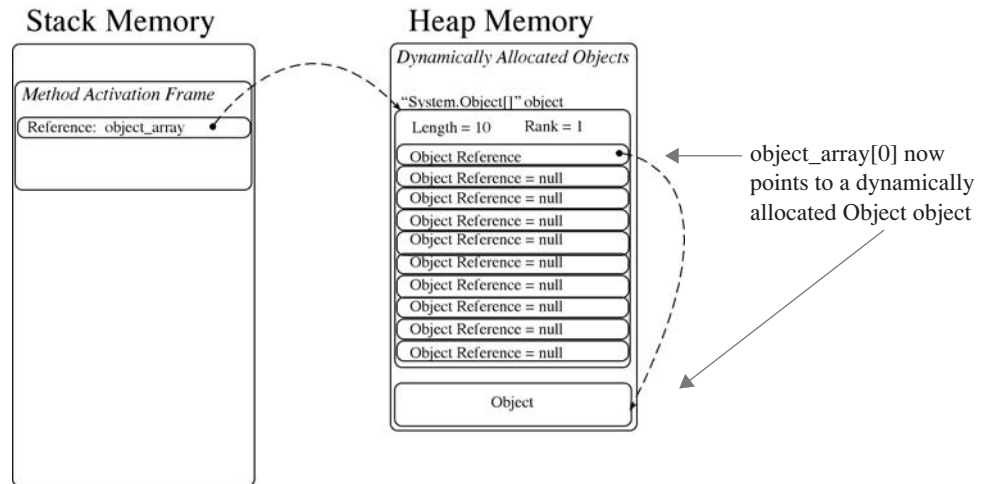 Stack Memory
Heap Memory
Method Activation Frame
Reference: object_array
Dynamically Allocated Objects
“System.Object[]” object
Length = 10 Rank = 1
Object Reference
Object Reference = null
Object Reference = null
Object Reference = null
Object Reference = null
Object Reference = null
Object Reference = null
Object Reference = null
Object Reference = null
Object Reference = null
Object
object_array[0] now
points to a dynamically
allocated Object object